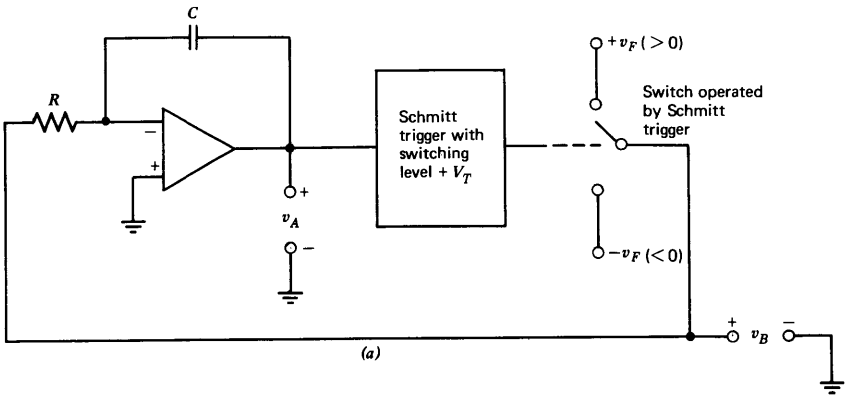 C
R
−
+
+
v_A
−
Schmitt
trigger with
switching
level + V_T
+v_F (> 0)
Switch operated
by Schmitt
trigger
−v_F (< 0)
+
v_B
−
(a)